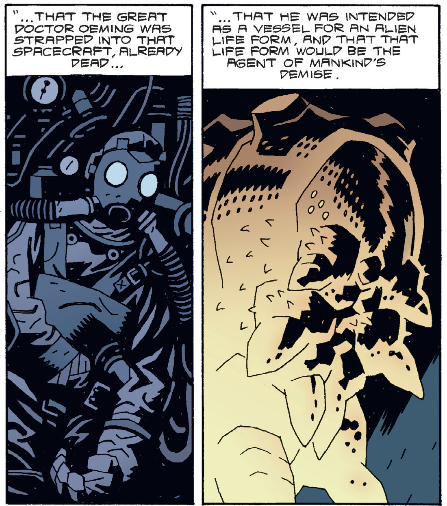 "...THAT THE GREAT
DOCTOR OEMING WAS
STRAPPED INTO THAT
SPACECRAFT, ALREADY
DEAD...
"...THAT HE WAS INTENDED
AS A VESSEL FOR AN ALIEN
LIFE FORM, AND THAT THAT
LIFE FORM WOULD BE THE
AGENT OF MANKIND'S
DEMISE.